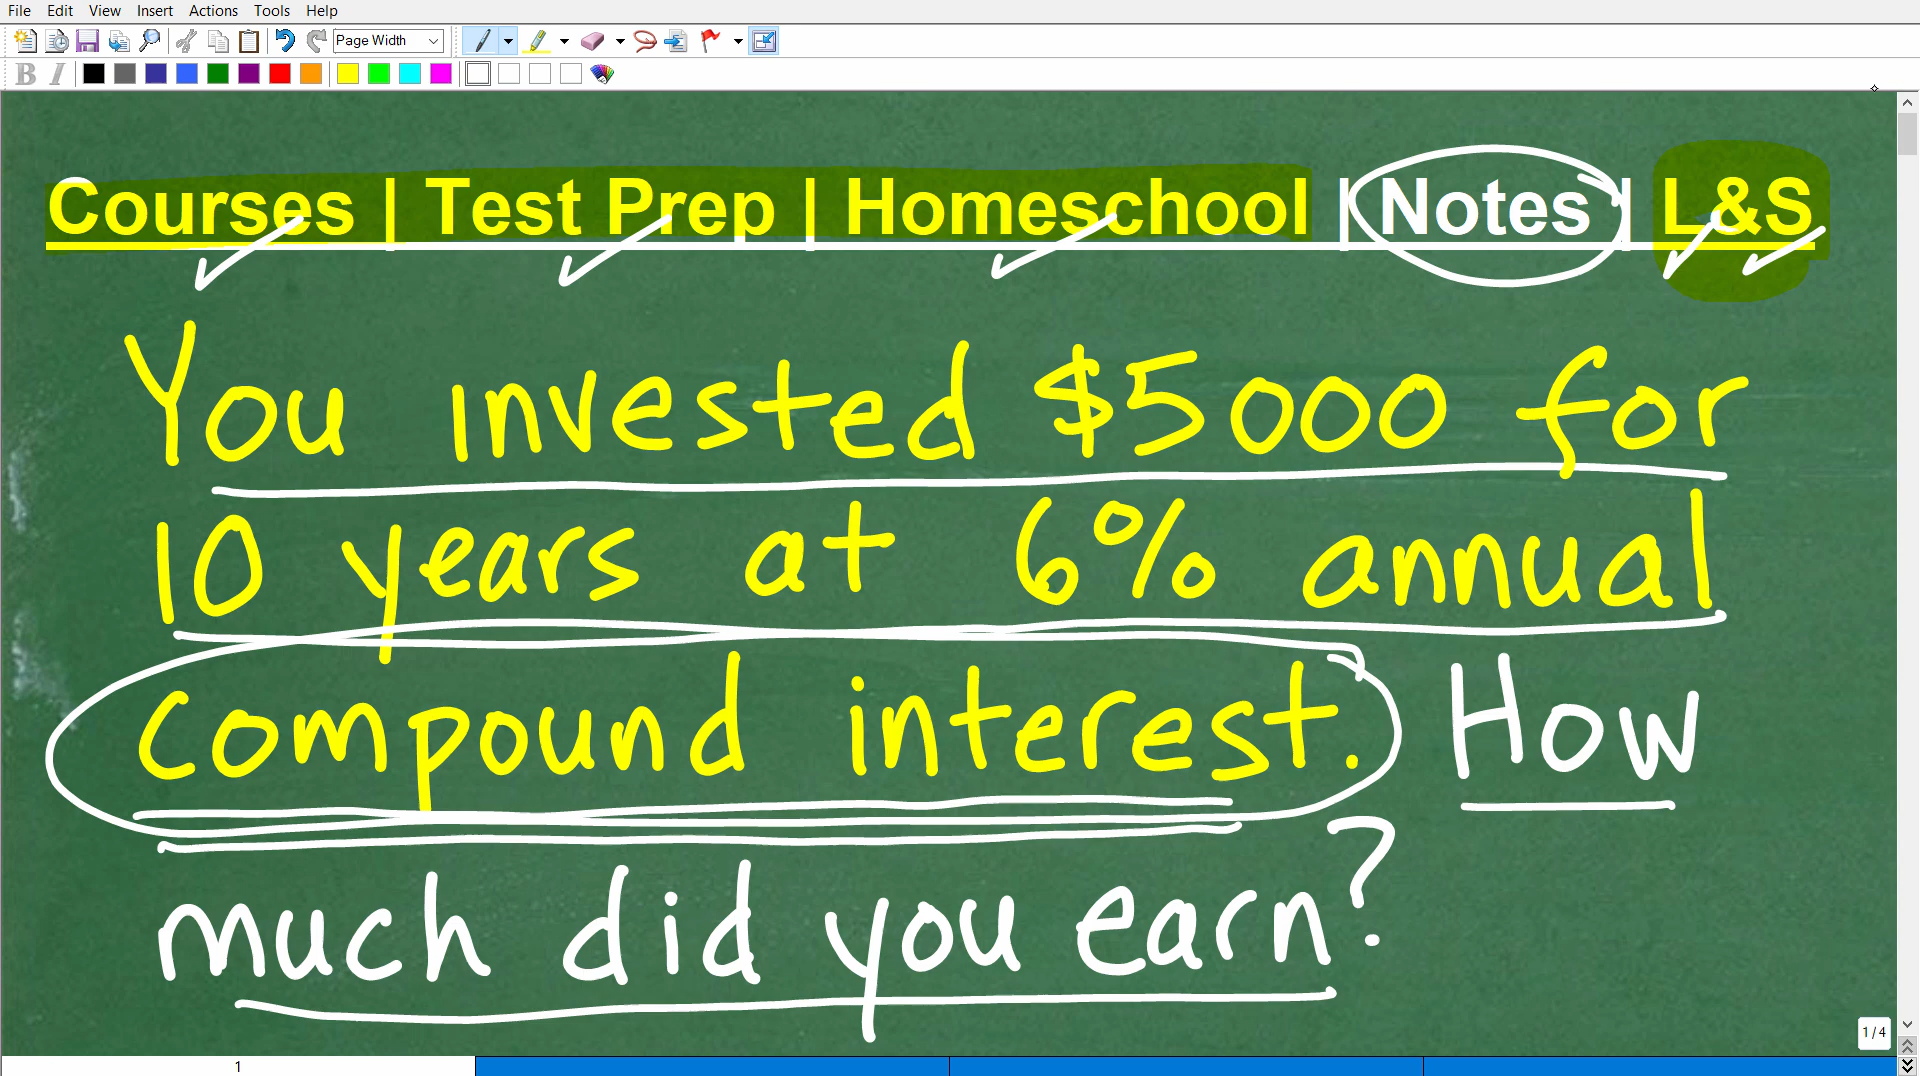 File Edit View Insert Actions Tools Help
Page Width
B I
Courses | Test Prep | Homeschool | Notes | L&S
You invested $5000 for
10 years at 6% annual
compound interest. How
much did you earn?
1 / 4
1